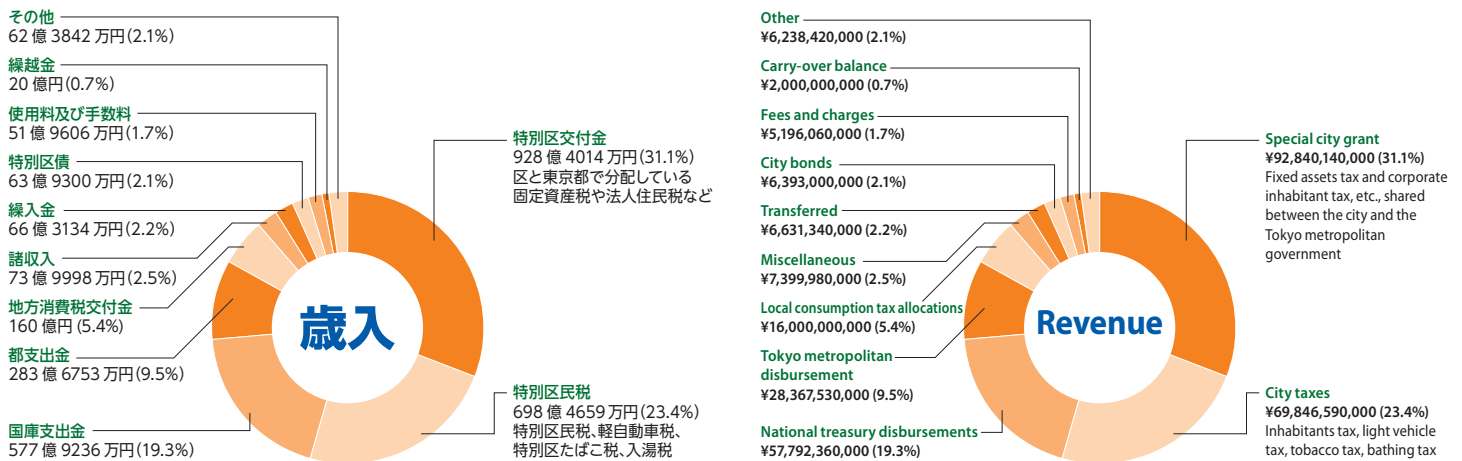 その他
62 億 3842 万円(2.1%)
繰越金
20 億円(0.7%)
使用料及び手数料
51 億 9606 万円(1.7%)
特別区債
63 億 9300 万円(2.1%)
繰入金
66 億 3134 万円(2.2%)
諸収入
73 億 9998 万円(2.5%)
地方消費税交付金
160 億円(5.4%)
都支出金
283 億 6753 万円(9.5%)
国庫支出金
577 億 9236 万円(19.3%)
歳入
特別区交付金
928 億 4014 万円(31.1%)
区と東京都で分配している
固定資産税や法人住民税など
特別区民税
698 億 4659 万円(23.4%)
特別区民税、軽自動車税、
特別区たばこ税、入湯税
Other
¥6,238,420,000 (2.1%)
Carry-over balance
¥2,000,000,000 (0.7%)
Fees and charges
¥5,196,060,000 (1.7%)
City bonds
¥6,393,000,000 (2.1%)
Transferred
¥6,631,340,000 (2.2%)
Miscellaneous
¥7,399,980,000 (2.5%)
Local consumption tax allocations
¥16,000,000,000 (5.4%)
Tokyo metropolitan
disbursement
¥28,367,530,000 (9.5%)
National treasury disbursements
¥57,792,360,000 (19.3%)
Revenue
Special city grant
¥92,840,140,000 (31.1%)
Fixed assets tax and corporate
inhabitant tax, etc., shared
between the city and the
Tokyo metropolitan
government
City taxes
¥69,846,590,000 (23.4%)
Inhabitants tax, light vehicle
tax, tobacco tax, bathing tax